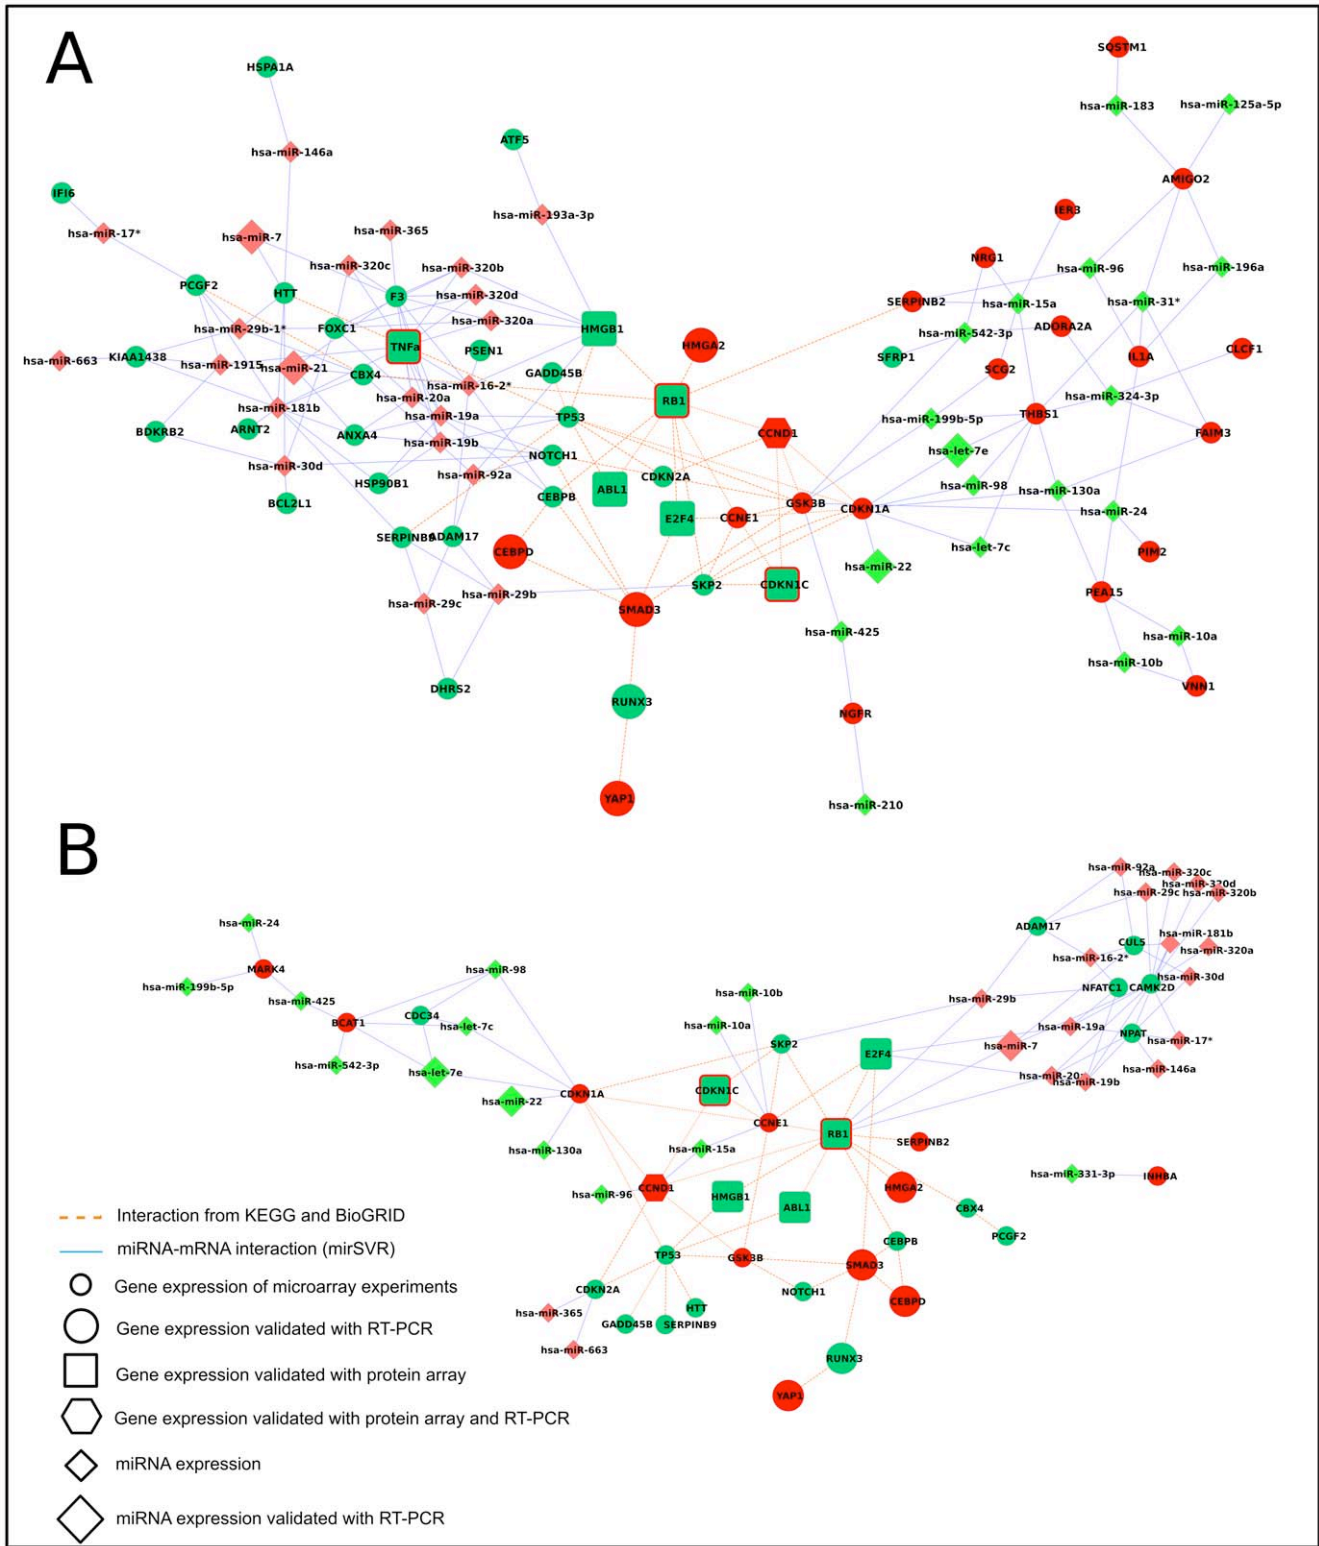 A
SQSTM1
HSPA1A
hsa-miR-183
hsa-miR-125a-5p
ATF5
hsa-miR-146a
AMIGO2
IFI6
IER3
hsa-miR-193a-3p
hsa-miR-17*
hsa-miR-7
hsa-miR-365
NRG1
hsa-miR-320c
hsa-miR-320b
hsa-miR-96
hsa-miR-196a
PCGF2
HTT
F3
hsa-miR-320d
SERPINB2
hsa-miR-15a
hsa-miR-31*
hsa-miR-29b-1*
FOXC1
hsa-miR-320a
HMGB1
hsa-miR-542-3p
ADORA2A
TNFa
PSEN1
HMGA2
SFRP1
IL1A
CLCF1
hsa-miR-663
KIAA1438
hsa-miR-1915
hsa-miR-21
CBX4
GADD45B
SCG2
hsa-miR-16-2*
hsa-miR-20a
RB1
hsa-miR-324-3p
hsa-miR-181b
hsa-miR-19a
TP53
hsa-miR-199b-5p
THBS1
BDKRB2
ARNT2
ANXA4
hsa-miR-19b
CCND1
FAIM3
hsa-let-7e
NOTCH1
hsa-miR-30d
hsa-miR-92a
CDKN2A
HSP90B1
ABL1
hsa-miR-98
hsa-miR-130a
BCL2L1
CEBPB
GSK3B
CDKN1A
hsa-miR-24
E2F4
CCNE1
SERPINB9
ADAM17
CEBPD
hsa-let-7c
PIM2
hsa-miR-22
SKP2
CDKN1C
hsa-miR-29c
hsa-miR-29b
SMAD3
PEA15
hsa-miR-425
hsa-miR-10a
hsa-miR-10b
DHRS2
VNN1
RUNX3
NGFR
YAP1
hsa-miR-210
B
hsa-miR-92a
hsa-miR-320c
hsa-miR-320d
hsa-miR-29c
hsa-miR-320b
hsa-miR-24
ADAM17
hsa-miR-181b
CUL5
hsa-miR-320a
MARK4
hsa-miR-98
hsa-miR-16-2*
hsa-miR-30d
hsa-miR-199b-5p
hsa-miR-10b
NFATC1
CAMK2D
hsa-miR-425
hsa-miR-29b
CDC34
BCAT1
hsa-let-7c
hsa-miR-10a
hsa-miR-19a
NPAT
hsa-miR-17*
SKP2
hsa-miR-7
E2F4
hsa-miR-542-3p
hsa-let-7e
hsa-miR-146a
hsa-miR-19b
CDKN1A
CDKN1C
hsa-miR-22
CCNE1
RB1
SERPINB2
hsa-miR-130a
hsa-miR-15a
hsa-miR-331-3p
INHBA
CCND1
HMGA2
hsa-miR-96
HMGB1
ABL1
CBX4
Interaction from KEGG and BioGRID
PCGF2
CEBPB
miRNA-mRNA interaction (mirSVR)
TP53
GSK3B
SMAD3
Gene expression of microarray experiments
CDKN2A
NOTCH1
CEBPD
hsa-miR-365
HTT
GADD45B
SERPINB9
Gene expression validated with RT-PCR
hsa-miR-663
RUNX3
Gene expression validated with protein array
YAP1
Gene expression validated with protein array and RT-PCR
miRNA expression
miRNA expression validated with RT-PCR